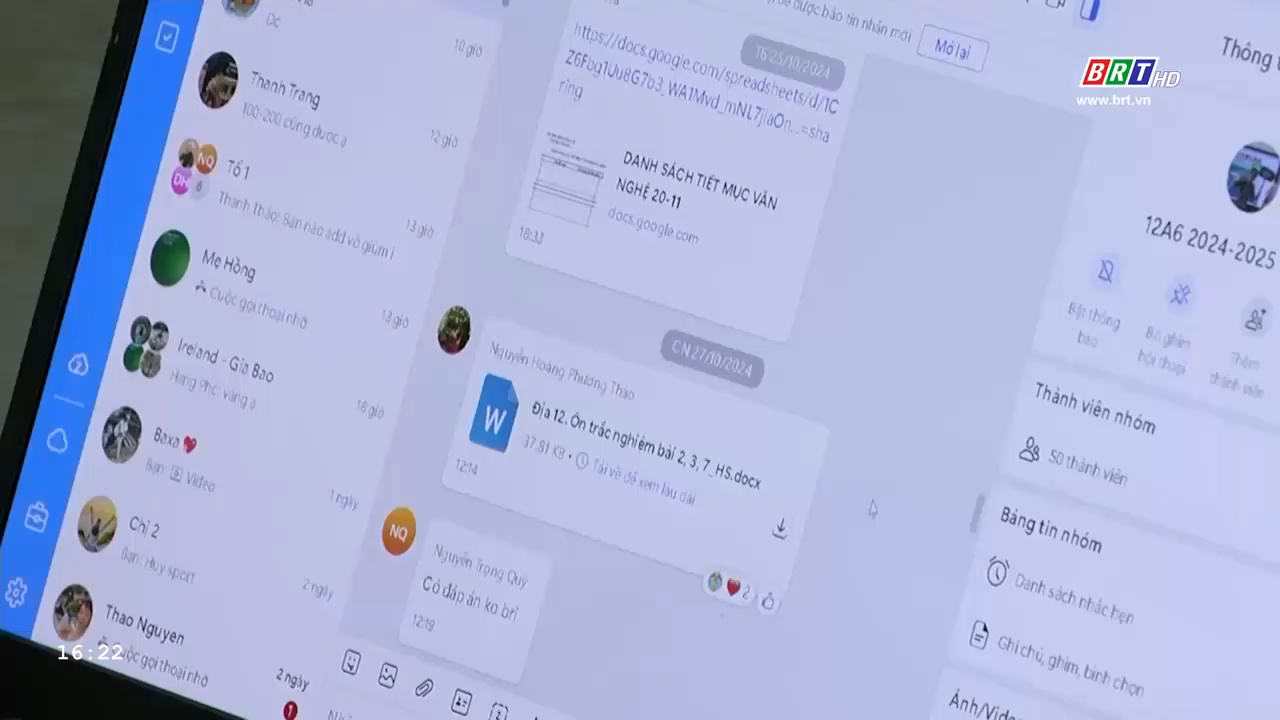 Dc
10 giờ
Thanh Trang
100-200 cũng được ạ
12 giờ
NQ
DH
6
Tổ 1
Thanh Thảo: Bạn nào add vô giùm
13 giờ
Mẹ Hồng
Cuộc gọi thoại nhỡ
13 giờ
Ireland - Gia Bao
16 giờ
Baxa
Bạn: Video
1 ngày
Chị 2
Bạn: Huy sport
2 ngày
Thao Nguyen
Cuộc gọi thoại nhỡ
2 ngày
1
được báo tin nhắn mới
Mở lại
T6 25/10/2024
https://docs.google.com/spreadsheets/d/1C
ring
DANH SÁCH TIẾT MỤC VĂN
NGHỆ 20-11
docs.google.com
18:33
CN 27/10/2024
Nguyễn Hoàng Phương Thảo
W
Địa 12. Ôn trắc nghiệm bài 2, 3, 7_HS.docx
37.81 KB • Tải về để xem lâu dài
12:14
2
NQ
Nguyễn Trọng Quý
Có đáp án ko bri
12:19
Thông
12A6 2024-2025
Bật thông
báo
Bỏ ghim
hội thoại
Thêm
thành viên
Thành viên nhóm
50 thành viên
Bảng tin nhóm
Danh sách nhắc hẹn
Ghi chú, ghim, bình chọn
Ảnh/Video
BRT HD
www.brt.vn
16:22